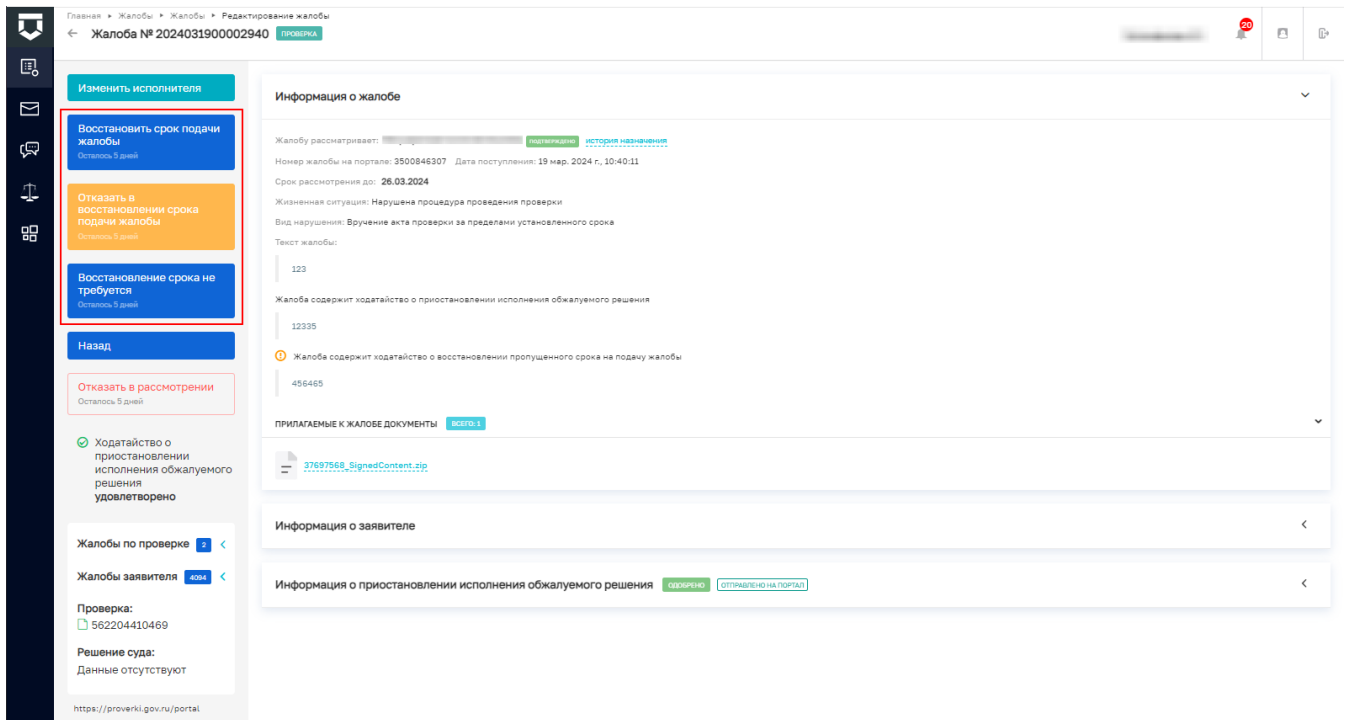 Главная ▸ Жалобы ▸ Жалобы ▸ Редактирование жалобы
← Жалоба № 2024031900002940 ПРОВЕРКА
20
Изменить исполнителя
Восстановить срок подачи
жалобы
Осталось 5 дней
Отказать в
восстановлении срока
подачи жалобы
Осталось 5 дней
Восстановление срока не
требуется
Осталось 5 дней
Назад
Отказать в рассмотрении
Осталось 5 дней
Ходатайство о
приостановлении
исполнения обжалуемого
решения
удовлетворено
Жалобы по проверке 2
Жалобы заявителя 4094
Проверка:
562204410469
Решение суда:
Данные отсутствуют
https://proverki.gov.ru/portal
Информация о жалобе
Жалобу рассматривает: ПОДТВЕРЖДЕНО история назначения
Номер жалобы на портале: 3500846307 Дата поступления: 19 мар. 2024 г., 10:40:11
Срок рассмотрения до: 26.03.2024
Жизненная ситуация: Нарушена процедура проведения проверки
Вид нарушения: Вручение акта проверки за пределами установленного срока
Текст жалобы:
123
Жалоба содержит ходатайство о приостановлении исполнения обжалуемого решения
12335
Жалоба содержит ходатайство о восстановлении пропущенного срока на подачу жалобы
456465
ПРИЛАГАЕМЫЕ К ЖАЛОБЕ ДОКУМЕНТЫ ВСЕГО: 1
37697568_SignedContent.zip
Информация о заявителе
Информация о приостановлении исполнения обжалуемого решения ОДОБРЕНО ОТПРАВЛЕНО НА ПОРТАЛ